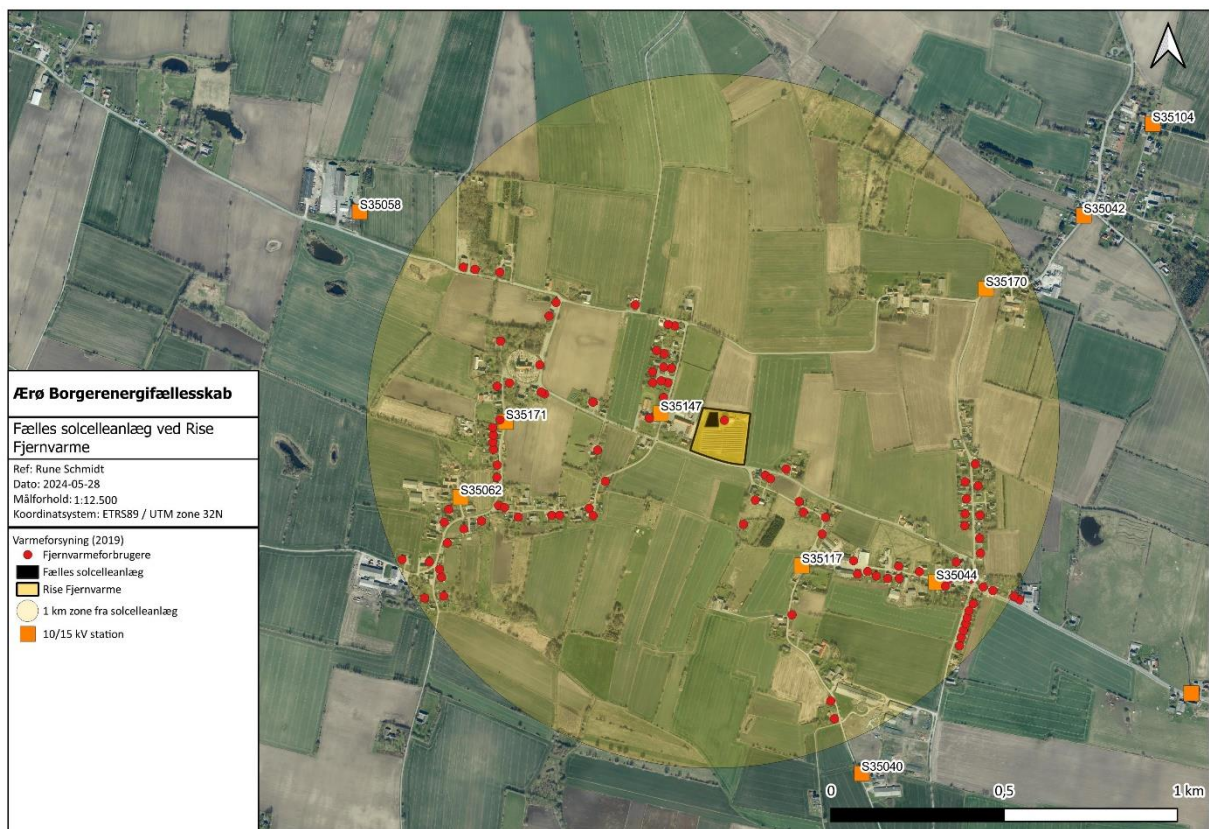 Ærø Borgerenergifællesskab
Fælles solcelleanlæg ved Rise
Fjernvarme
Ref: Rune Schmidt
Dato: 2024-05-28
Målforhold: 1:12.500
Koordinatsystem: ETRS89 / UTM zone 32N
Varmeforsyning (2019)
Fjernvarmeforbrugere
Fælles solcelleanlæg
Rise Fjernvarme
1 km zone fra solcelleanlæg
10/15 kV station
S35104
S35058
S35042
S35170
S35147
S35171
S35062
S35117
S35044
S35040
0
0,5
1 km